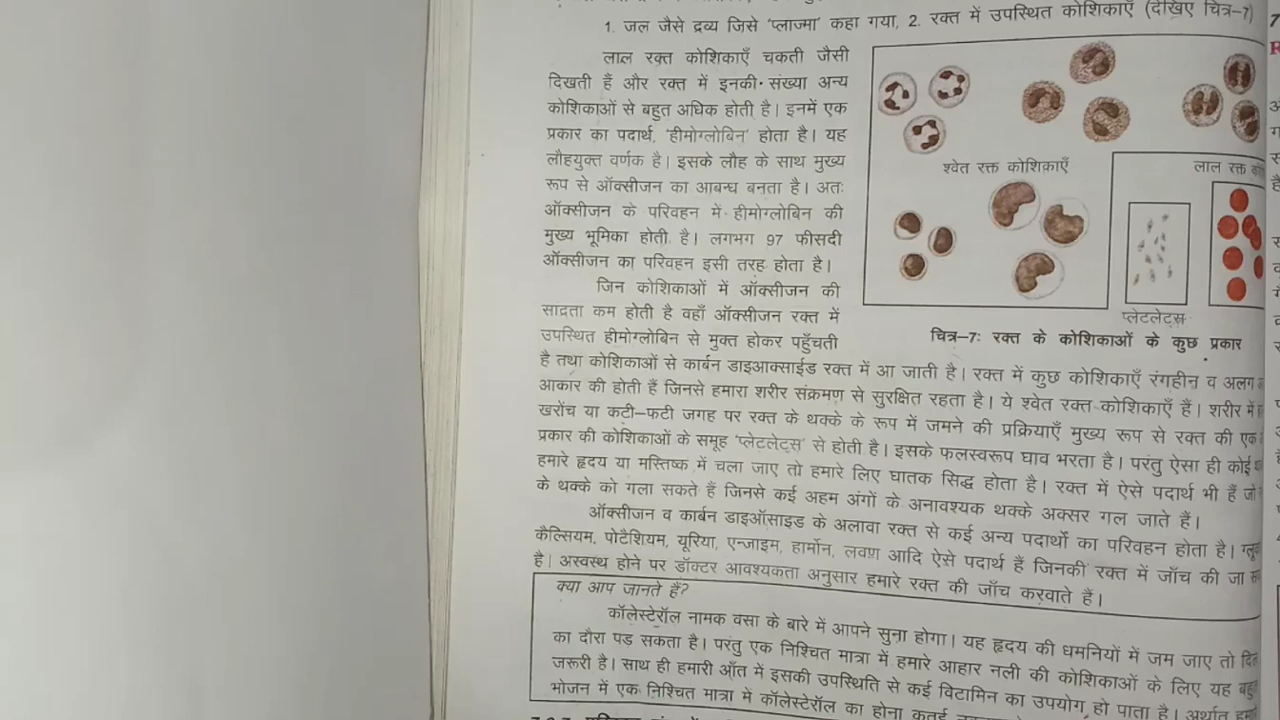 1. जल जैसे द्रव्य जिसे 'प्लाज्मा' कहा गया, 2. रक्त में उपस्थित कोशिकाएँ (देखिए चित्र–7)
लाल रक्त कोशिकाएँ चकती जैसी
दिखती हैं और रक्त में इनकी संख्या अन्य
कोशिकाओं से बहुत अधिक होती है। इनमें एक
प्रकार का पदार्थ, 'हीमोग्लोबिन' होता है। यह
लौहयुक्त वर्णक है। इसके लौह के साथ मुख्य
रूप से ऑक्सीजन का आबन्ध बनता है। अतः
ऑक्सीजन के परिवहन में हीमोग्लोबिन की
मुख्य भूमिका होती है। लगभग 97 फीसदी
ऑक्सीजन का परिवहन इसी तरह होता है।
श्वेत रक्त कोशिकाएँ
लाल रक्त
प्लेटलेट्स
चित्र–7: रक्त के कोशिकाओं के कुछ प्रकार
जिन कोशिकाओं में ऑक्सीजन की
सांद्रता कम होती है वहाँ ऑक्सीजन रक्त में
उपस्थित हीमोग्लोबिन से मुक्त होकर पहुँचती
है तथा कोशिकाओं से कार्बन डाइआक्साईड रक्त में आ जाती है। रक्त में कुछ कोशिकाएँ रंगहीन व अलग
आकार की होती हैं जिनसे हमारा शरीर संक्रमण से सुरक्षित रहता है। ये श्वेत रक्त कोशिकाएँ हैं। शरीर में
खरोंच या कटी–फटी जगह पर रक्त के थक्के के रूप में जमने की प्रक्रियाएँ मुख्य रूप से रक्त की एक
प्रकार की कोशिकाओं के समूह 'प्लेटलेट्स' से होती है। इसके फलस्वरूप घाव भरता है। परंतु ऐसा ही कोई
हमारे हृदय या मस्तिष्क में चला जाए तो हमारे लिए घातक सिद्ध होता है। रक्त में ऐसे पदार्थ भी हैं जो
के थक्के को गला सकते हैं जिनसे कई अहम अंगों के अनावश्यक थक्के अक्सर गल जाते हैं।
ऑक्सीजन व कार्बन डाइऑसाइड के अलावा रक्त से कई अन्य पदार्थों का परिवहन होता है।
कैल्सियम, पोटैशियम, यूरिया, एन्जाइम, हार्मोन, लवण आदि ऐसे पदार्थ हैं जिनकी रक्त में जाँच की जा
है। अस्वस्थ होने पर डॉक्टर आवश्यकता अनुसार हमारे रक्त की जाँच करवाते हैं।
क्या आप जानते हैं?
कॉलेस्टेरॉल नामक वसा के बारे में आपने सुना होगा। यह हृदय की धमनियों में जम जाए तो दिल
का दौरा पड़ सकता है। परंतु एक निश्चित मात्रा में हमारे आहार नली की कोशिकाओं के लिए यह बहुत
जरूरी है। साथ ही हमारी आँत में इसकी उपस्थिति से कई विटामिन का उपयोग हो पाता है। अर्थात हमारे
भोजन में एक निश्चित मात्रा में कॉलेस्टेरॉल का होना कतई